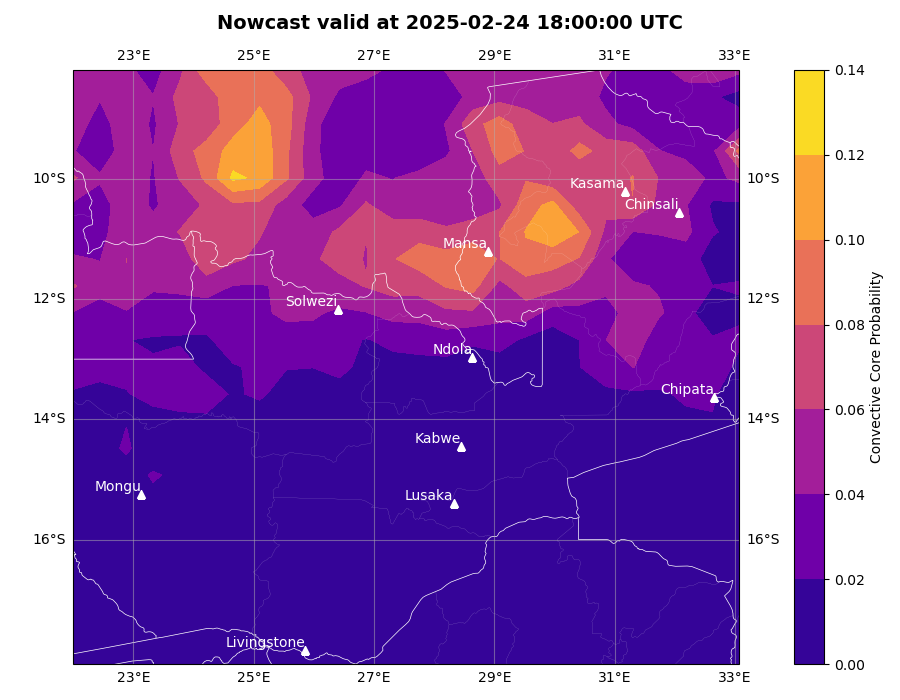 Nowcast valid at 2025-02-24 18:00:00 UTC
23°E 25°E 27°E 29°E 31°E 33°E
0.14
0.12
10°S Kasama 10°S
Chinsali
0.10
Mansa
12°S Solwezi 12°S
0.08
Ndola
Chipata
0.06
14°S 14°S
Kabwe
Mongu Lusaka
0.04
16°S 16°S
0.02
Livingstone
0.00
23°E 25°E 27°E 29°E 31°E 33°E
Convective Core Probability